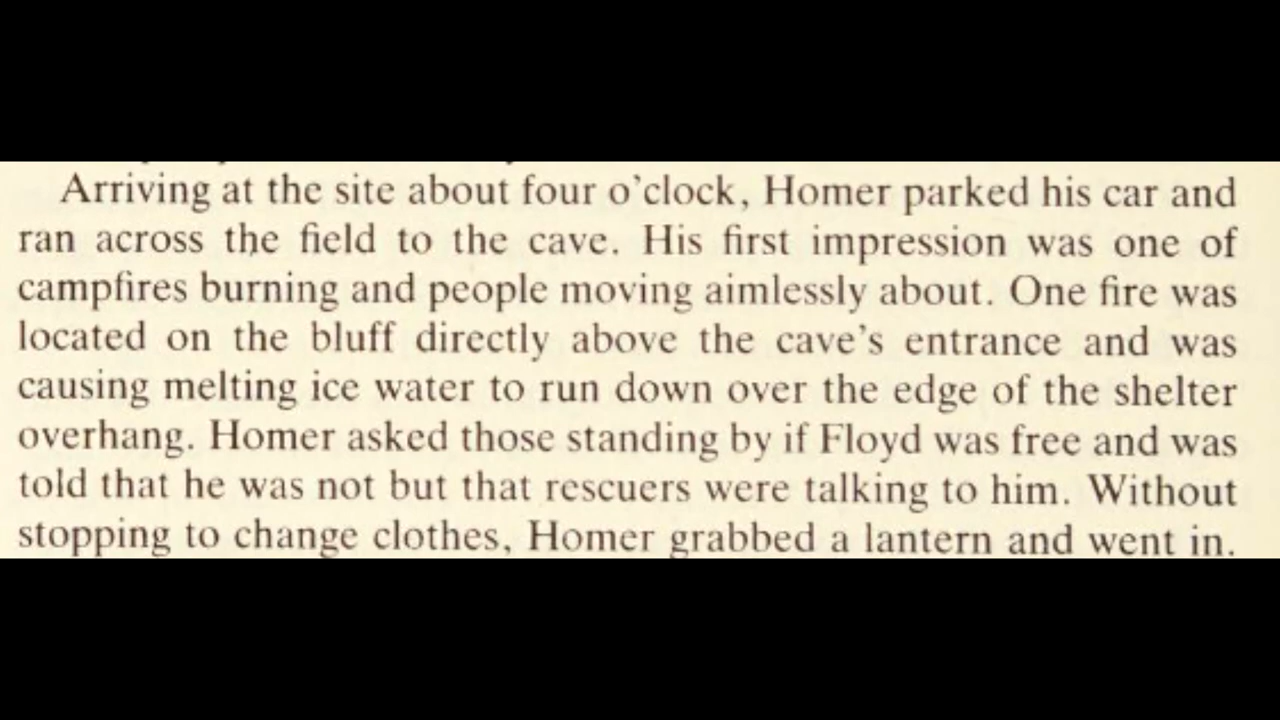 Arriving at the site about four o'clock, Homer parked his car and
ran across the field to the cave. His first impression was one of
campfires burning and people moving aimlessly about. One fire was
located on the bluff directly above the cave's entrance and was
causing melting ice water to run down over the edge of the shelter
overhang. Homer asked those standing by if Floyd was free and was
told that he was not but that rescuers were talking to him. Without
stopping to change clothes, Homer grabbed a lantern and went in.